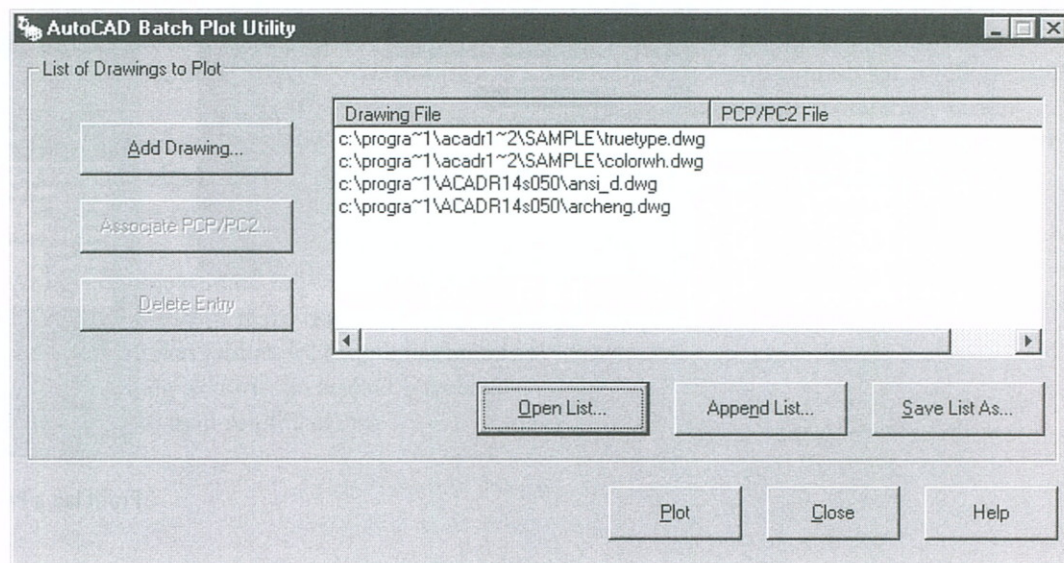 AutoCAD Batch Plot Utility
List of Drawings to Plot
Drawing File PCP/PC2 File
Add Drawing...
c:\progra~1\acadr1~2\SAMPLE\truetype.dwg
c:\progra~1\acadr1~2\SAMPLE\colorwh.dwg
c:\progra~1\ACADR14s050\ansi_d.dwg
c:\progra~1\ACADR14s050\archeng.dwg
Associate PCP/PC2...
Delete Entry
Open List... Append List... Save List As...
Plot Close Help